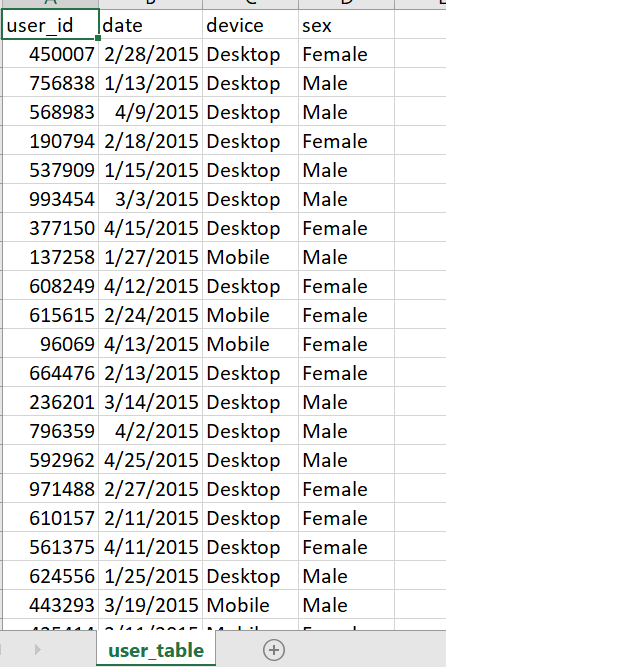 user_id date device sex
450007 2/28/2015 Desktop Female
756838 1/13/2015 Desktop Male
568983 4/9/2015 Desktop Male
190794 2/18/2015 Desktop Female
537909 1/15/2015 Desktop Male
993454 3/3/2015 Desktop Male
377150 4/15/2015 Desktop Female
137258 1/27/2015 Mobile Male
608249 4/12/2015 Desktop Female
615615 2/24/2015 Mobile Female
96069 4/13/2015 Mobile Female
664476 2/13/2015 Desktop Female
236201 3/14/2015 Desktop Male
796359 4/2/2015 Desktop Male
592962 4/25/2015 Desktop Male
971488 2/27/2015 Desktop Female
610157 2/11/2015 Desktop Female
561375 4/11/2015 Desktop Female
624556 1/25/2015 Desktop Male
443293 3/19/2015 Mobile Male
user_table